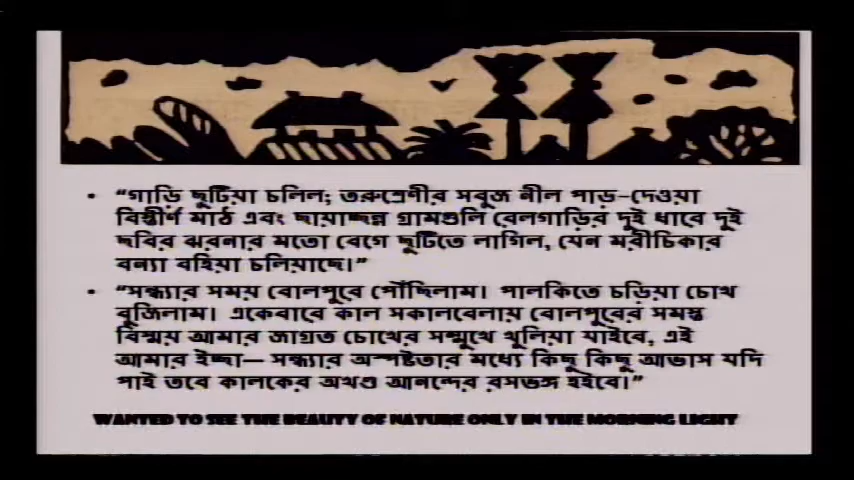 • “গাড়ি ছুটিয়া চলিল; তরুশ্রেণীর সবুজ নীল পাড়-দেওয়া
বিস্তীর্ণ মাঠ এবং ছায়াচ্ছন্ন গ্রামগুলি রেলগাড়ির দুই ধারে দুই
ছবির ঝরনার মতো বেগে ছুটিতে লাগিল, যেন মরীচিকার
বন্যা বহিয়া চলিয়াছে।”
• “সন্ধ্যার সময় বোলপুরে পৌঁছিলাম। পালকিতে চড়িয়া চোখ
বুজিলাম। একেবারে কাল সকালবেলায় বোলপুরের সমস্ত
বিস্ময় আমার জাগ্রত চোখের সম্মুখে খুলিয়া যাইবে, এই
আমার ইচ্ছা— সন্ধ্যার অস্পষ্টতার মধ্যে কিছু কিছু আভাস যদি
পাই তবে কালকের অখণ্ড আনন্দের রসভঙ্গ হইবে।”
WANTED TO SEE THE BEAUTY OF NATURE ONLY IN THE MORNING LIGHT